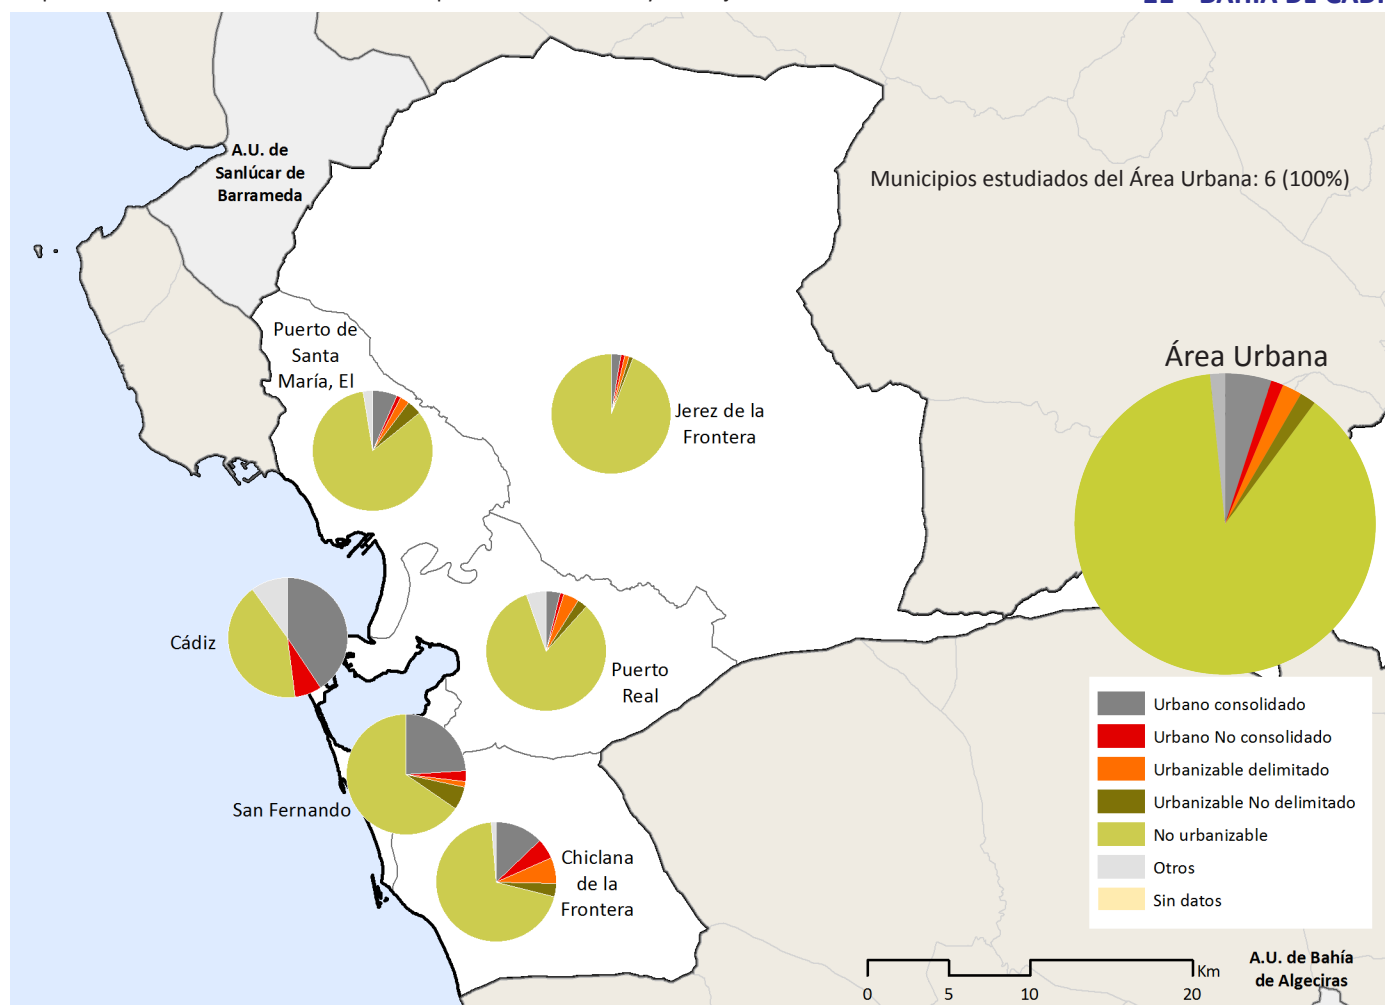 A.U. de
Sanlúcar de
Barrameda
Municipios estudiados del Área Urbana: 6 (100%)
Puerto de
Santa
María, El
Jerez de la
Frontera
Área Urbana
Cádiz
Puerto
Real
San Fernando
Chiclana
de la
Frontera
Urbano consolidado
Urbano No consolidado
Urbanizable delimitado
Urbanizable No delimitado
No urbanizable
Otros
Sin datos
A.U. de Bahía
de Algeciras
Km
0 5 10 20